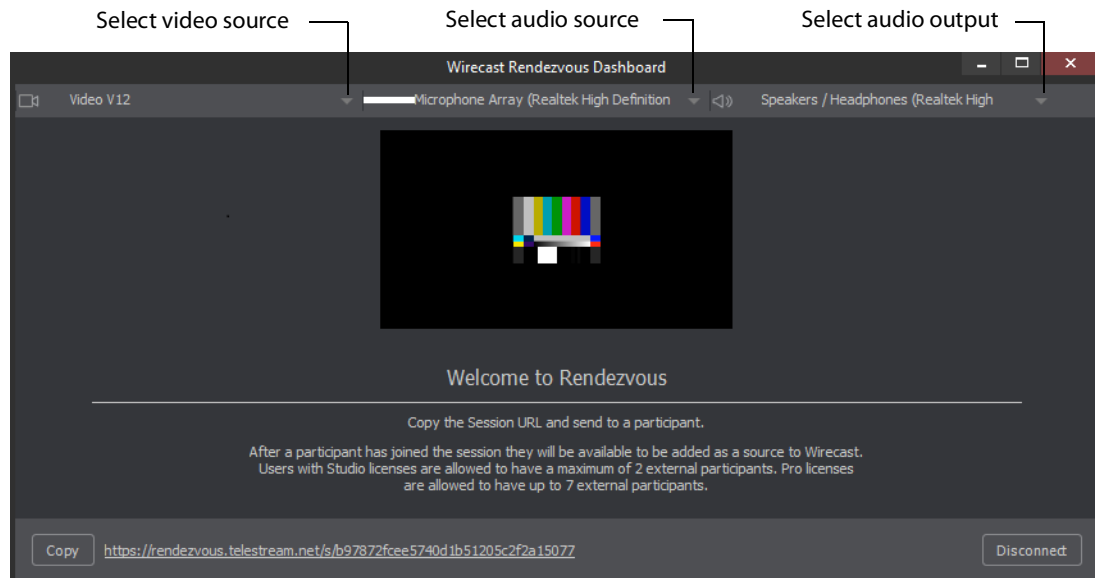 Select video source
Select audio source
Select audio output
Wirecast Rendezvous Dashboard
Video V12
Microphone Array (Realtek High Definition
Speakers / Headphones (Realtek High
Welcome to Rendezvous
Copy the Session URL and send to a participant.
After a participant has joined the session they will be available to be added as a source to Wirecast.
Users with Studio licenses are allowed to have a maximum of 2 external participants. Pro licenses
are allowed to have up to 7 external participants.
Copy
https://rendezvous.telestream.net/s/b97872fcee5740d1b51205c2f2a15077
Disconnect